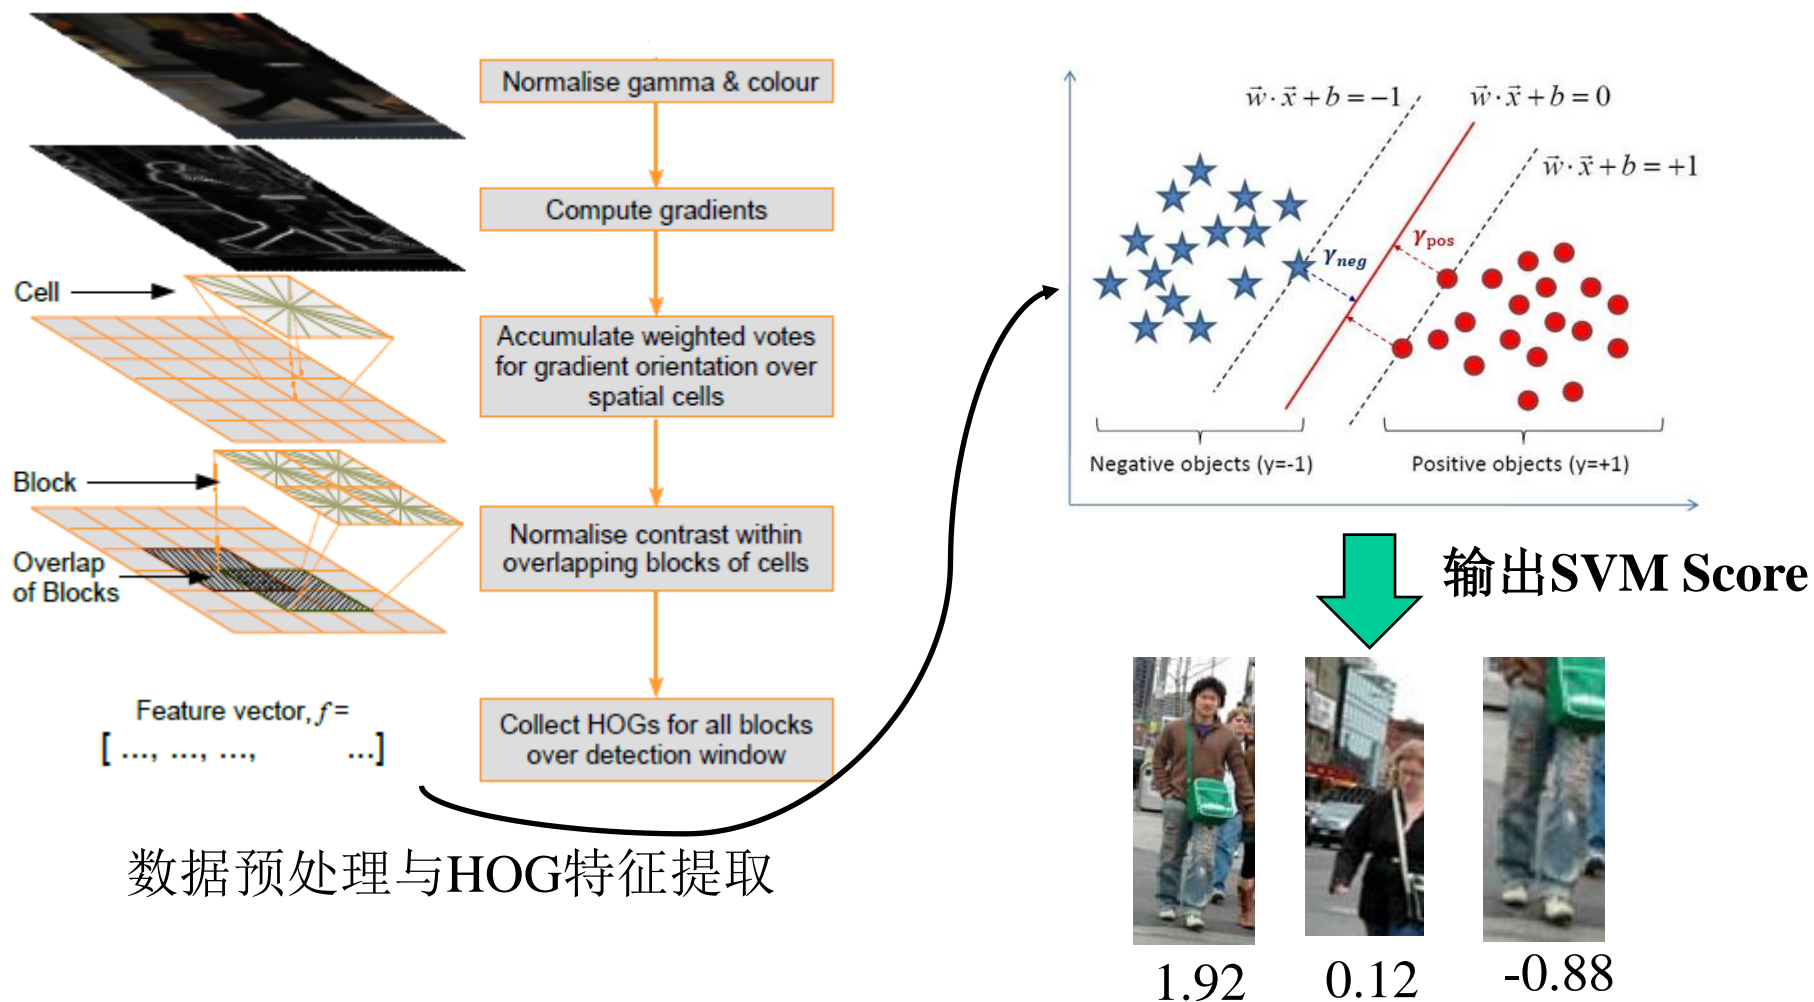 Normalise gamma & colour
Compute gradients
Cell
Accumulate weighted votes
for gradient orientation over
spatial cells
Block
Normalise contrast within
overlapping blocks of cells
Overlap
of Blocks
Feature vector, f =
[ ..., ..., ..., ...]
Collect HOGs for all blocks
over detection window
数据预处理与HOG特征提取
w⃗·x⃗+b=−1
w⃗·x⃗+b=0
w⃗·x⃗+b=+1
γpos
γneg
Negative objects (y=-1)
Positive objects (y=+1)
输出SVM Score
1.92
0.12
-0.88